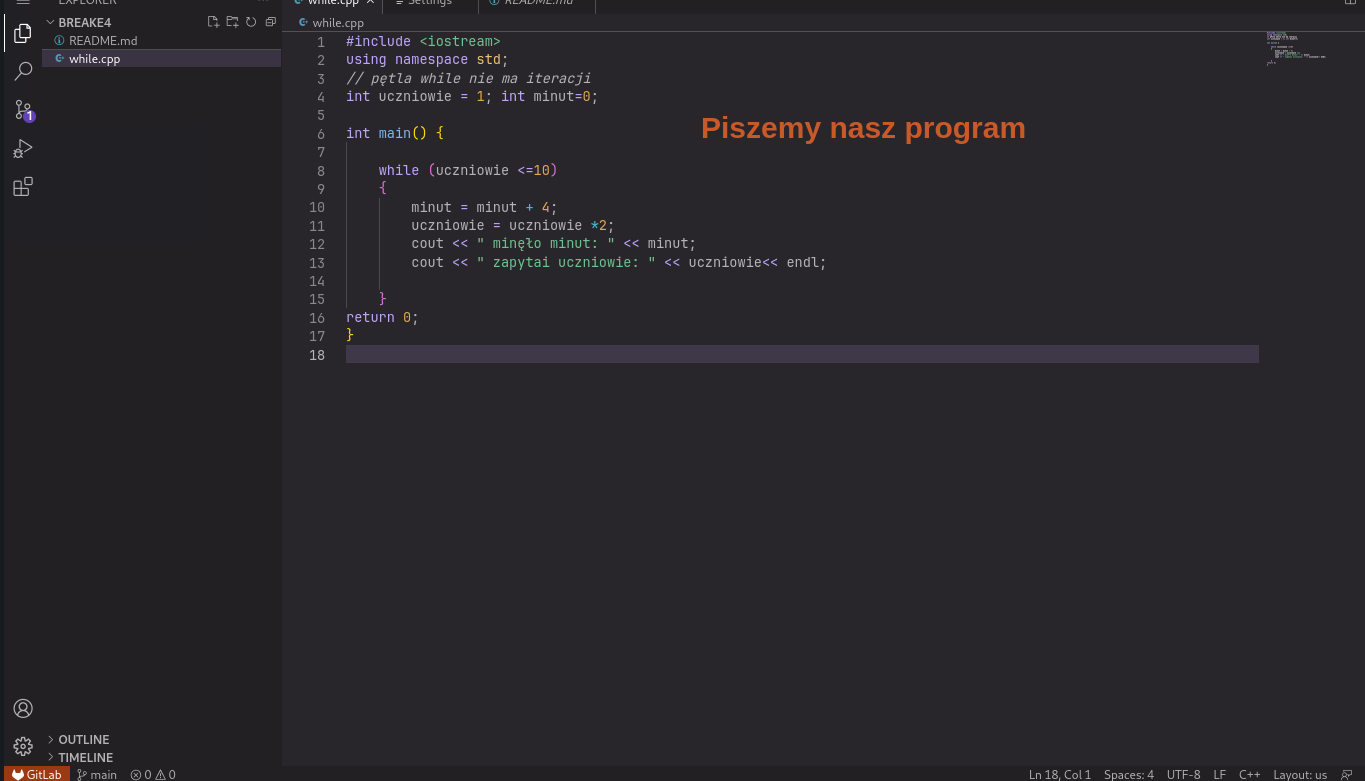 EXPLORER
while.cpp
Settings
README.md
BREAKE4
while.cpp
README.md
while.cpp
1
1 #include <iostream>
2 using namespace std;
3 // pętla while nie ma iteracji
4 int uczniowie = 1; int minut=0;
5
6 int main() {
7
8 while (uczniowie <=10)
9 {
10 minut = minut + 4;
11 uczniowie = uczniowie *2;
12 cout << " minęło minut: " << minut;
13 cout << " zapytai uczniowie: " << uczniowie<< endl;
14
15 }
16 return 0;
17 }
18
Piszemy nasz program
OUTLINE
TIMELINE
GitLab main 0 0 Ln 18, Col 1 Spaces: 4 UTF-8 LF C++ Layout: us